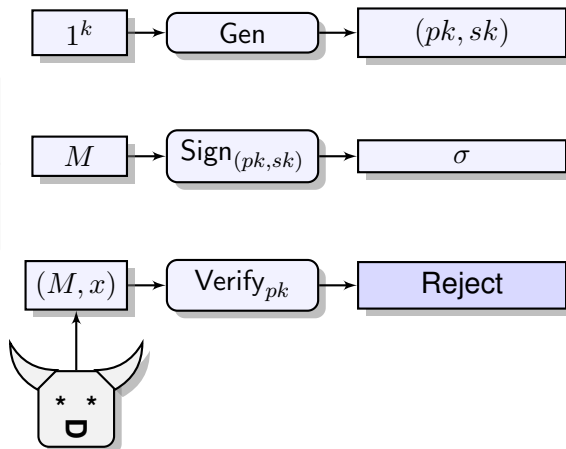 1^k Gen (pk, sk)
M Sign_(pk,sk) σ
(M, x) Verify_pk Reject
* *
D